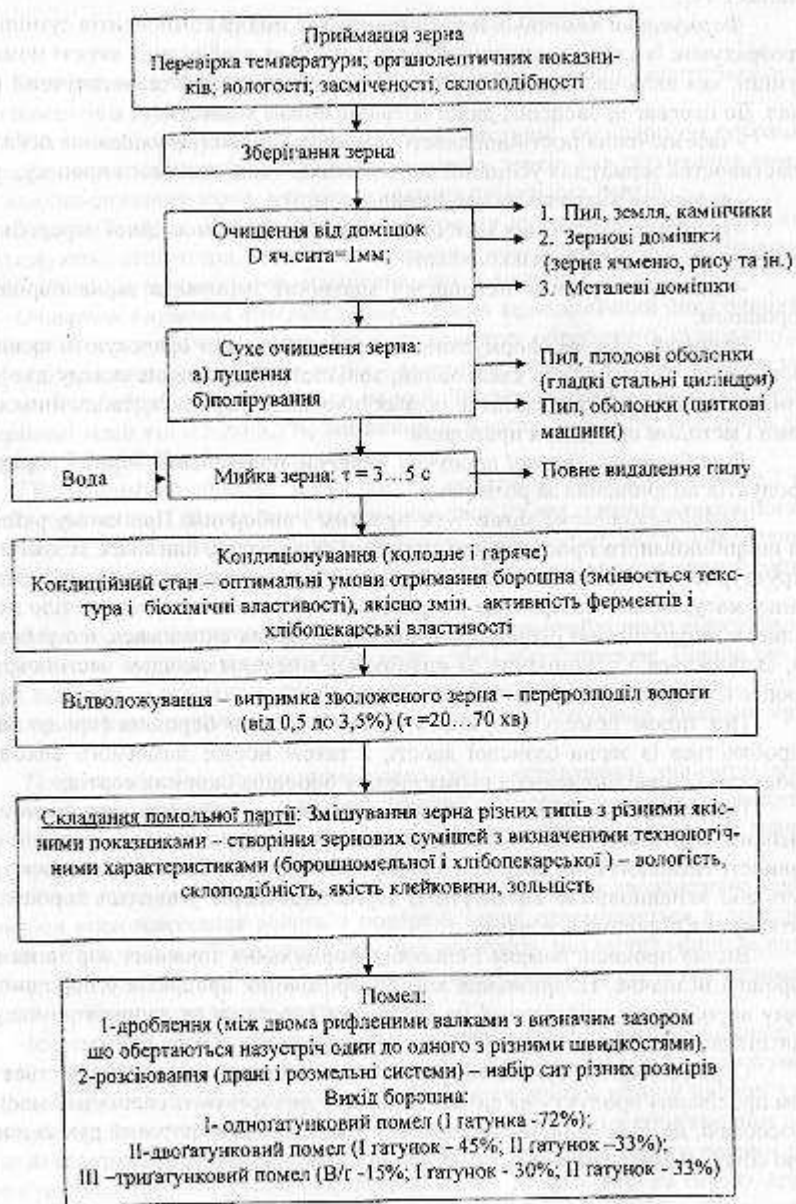 Приймання зерна
Перевірка температури; органолептичних показни-
ків; вологості; засміченості, склоподібності
Зберігання зерна
Очищення від домішок
D яч.сита=1мм;
1. Пил, земля, камінчики
2. Зернові домішки
(зерна ячменю, рису та ін.)
3. Металеві домішки
Сухе очищення зерна:
а) лущення
б)полірування
Пил, плодові оболонки
(гладкі стальні циліндри)
Пил, оболонки (щиткові
машини)
Вода
Мийка зерна: τ = 3…5 с
Повне видалення пилу
Кондиціонування (холодне і гаряче)
Кондиційний стан – оптимальні умови отримання борошна (змінюється текс-
тура і біохімічні властивості), якісно змін. активність ферментів і
хлібопекарські властивості
Відволожування – витримка зволоженого зерна – перерозподіл вологи
(від 0,5 до 3,5%) (τ =20…70 хв)
Складання помольної партії: Змішування зерна різних типів з різними якіс-
ними показниками – створіння зернових сумішей з визначеними технологіч-
ними характеристиками (борошномельної і хлібопекарської ) – вологість,
склоподібність, якість клейковини, зольність
Помел:
1-дроблення (між двома рифленими валками з визначим зазором
що обертаються назустріч один до одного з різними швидкостями),
2-розсіювання (драні і розмельні системи) – набір сит різних розмірів
Вихід борошна:
I- одноґатунковий помел (I гатунка -72%);
II-двогатунковий помел (I гатунок - 45%; II гатунок –33%);
III –тригатунковий помел (В/г -15%; I гатунок - 30%; II гатунок - 33%)